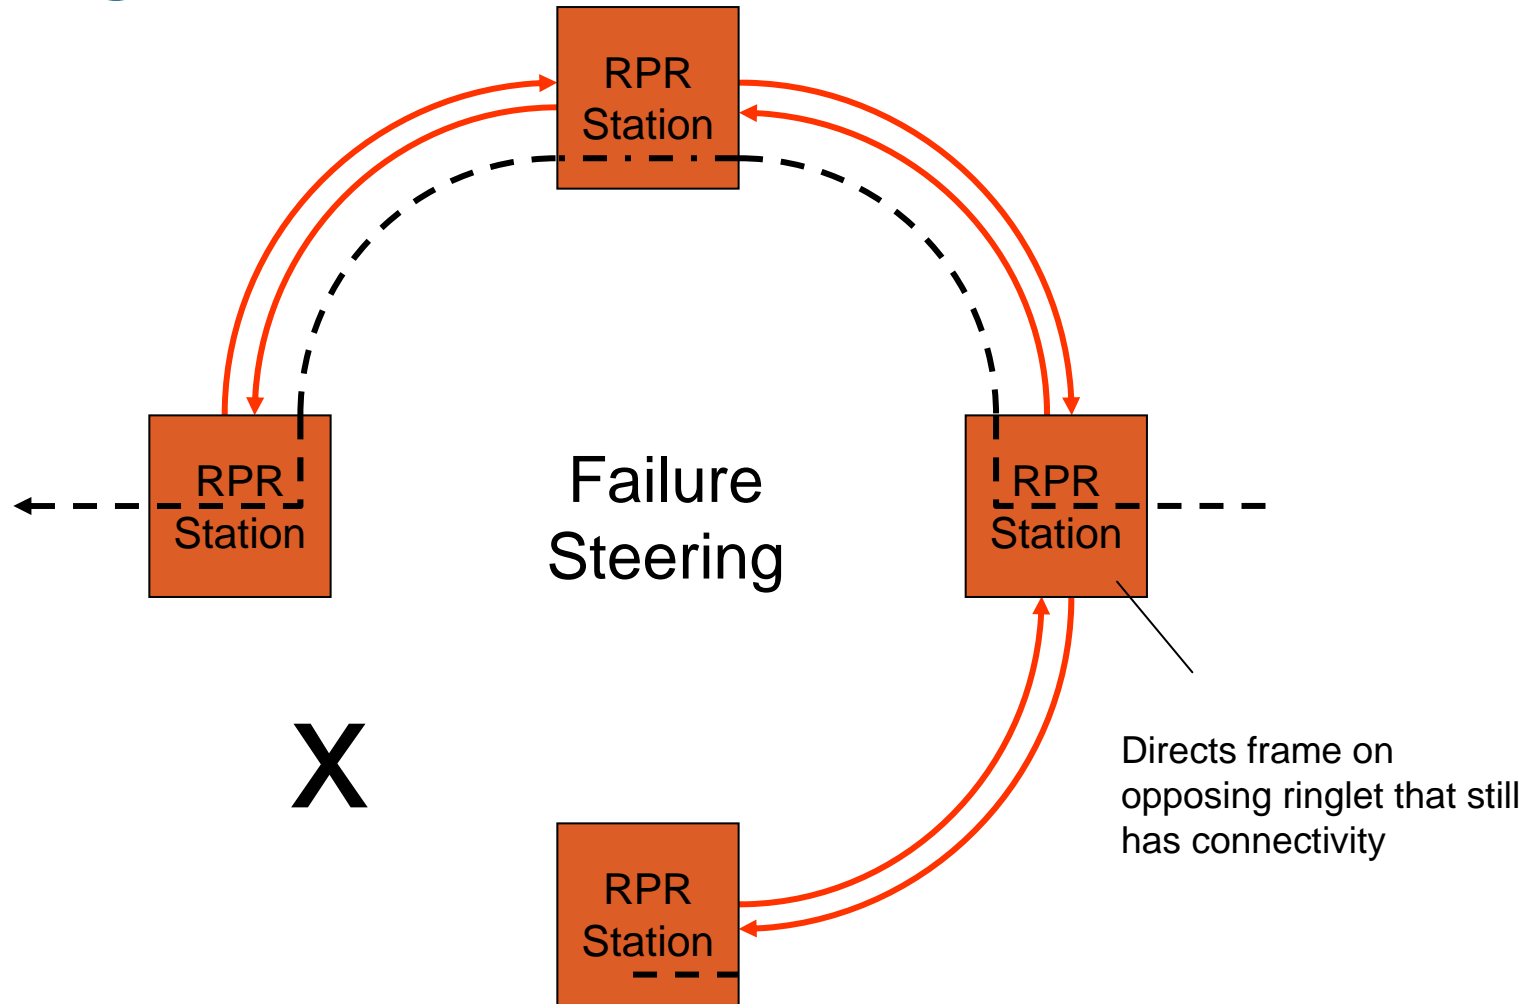 RPR
Station
RPR
Station
Failure
Steering
RPR
Station
X
Directs frame on
opposing ringlet that still
has connectivity
RPR
Station